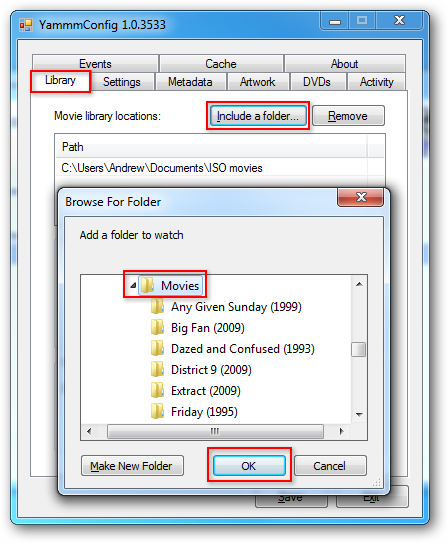 YammmConfig 1.0.3533
Events Cache About
Library Settings Metadata Artwork DVDs Activity
Movie library locations: Include a folder... Remove
Path
C:\Users\Andrew\Documents\ISO movies
Browse For Folder
Add a folder to watch
Movies
Any Given Sunday (1999)
Big Fan (2009)
Dazed and Confused (1993)
District 9 (2009)
Extract (2009)
Friday (1995)
Make New Folder OK Cancel
Save Exit